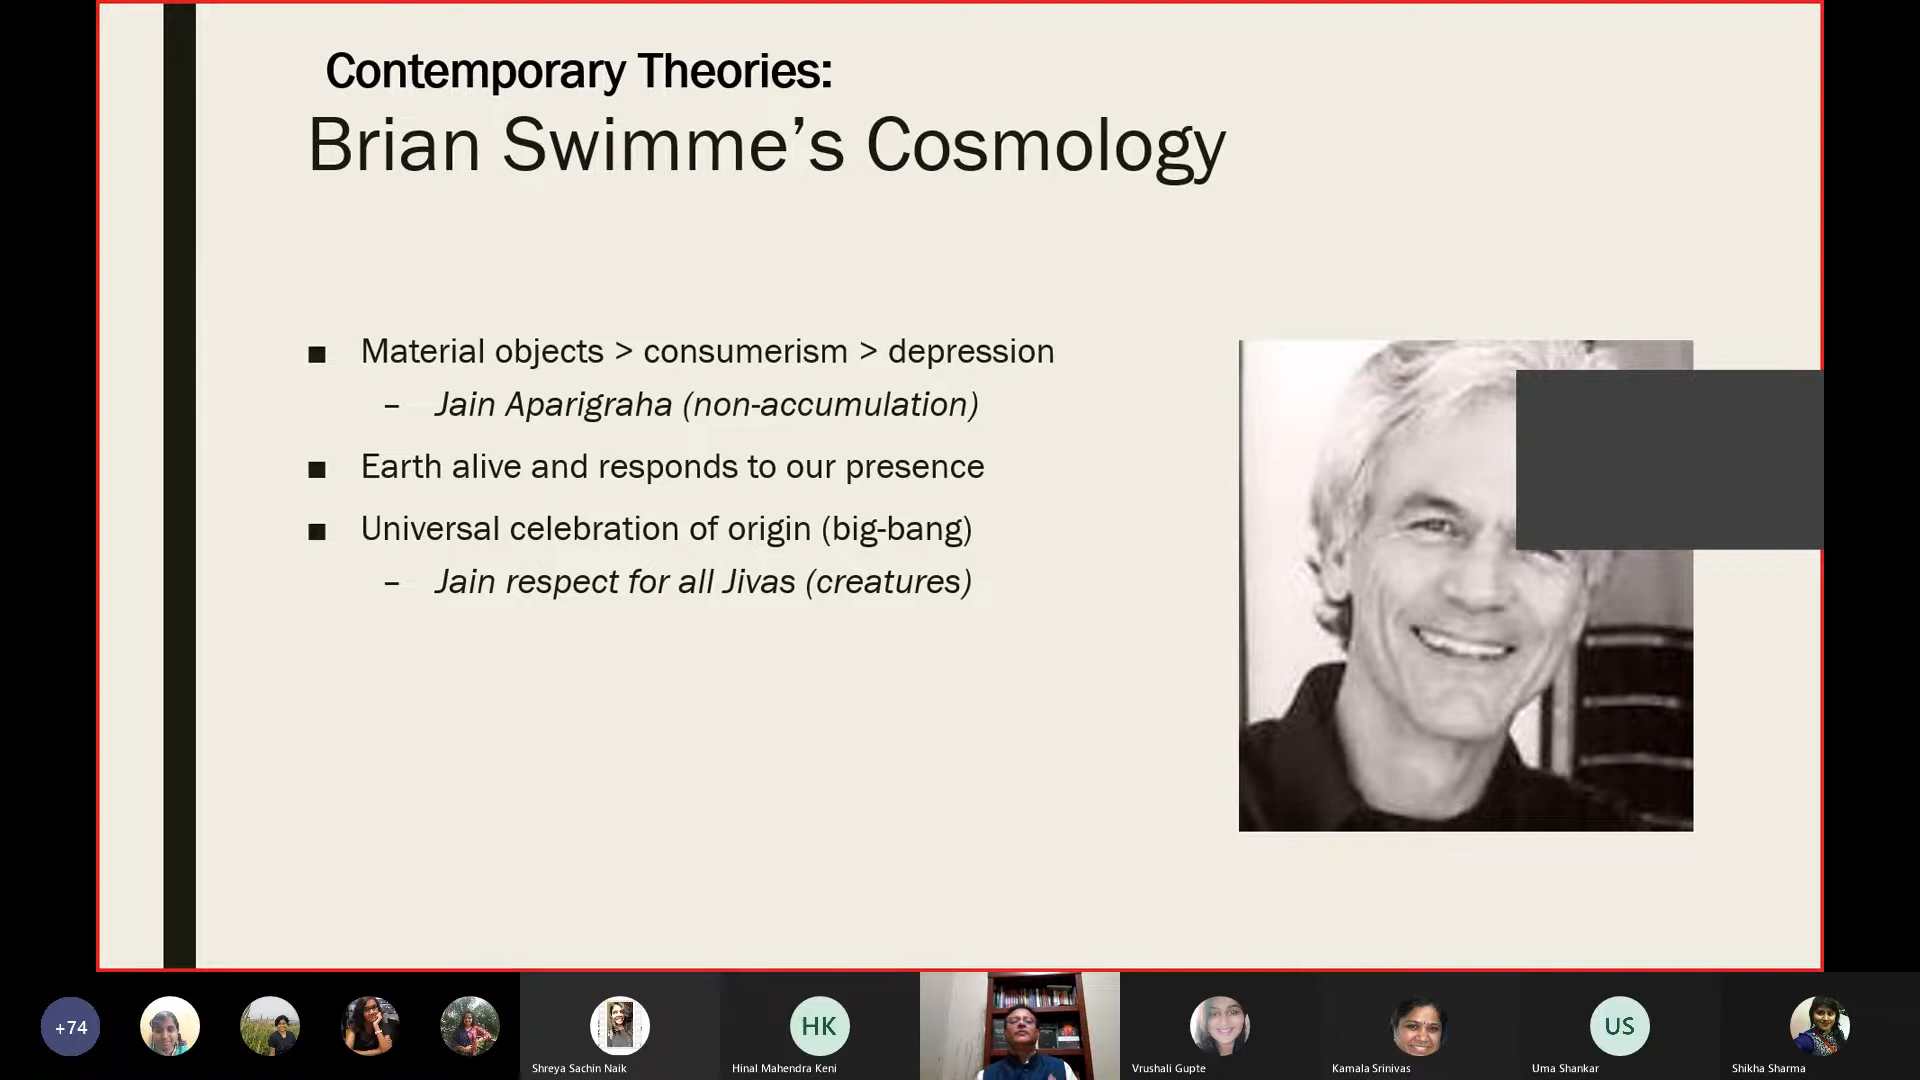 Contemporary Theories:
Brian Swimme’s Cosmology
■ Material objects > consumerism > depression
– Jain Aparigraha (non-accumulation)
■ Earth alive and responds to our presence
■ Universal celebration of origin (big-bang)
– Jain respect for all Jivas (creatures)
+74
HK
US
Shreya Sachin Naik
Hinal Mahendra Keni
Vrushali Gupte
Kamala Srinivas
Uma Shankar
Shikha Sharma